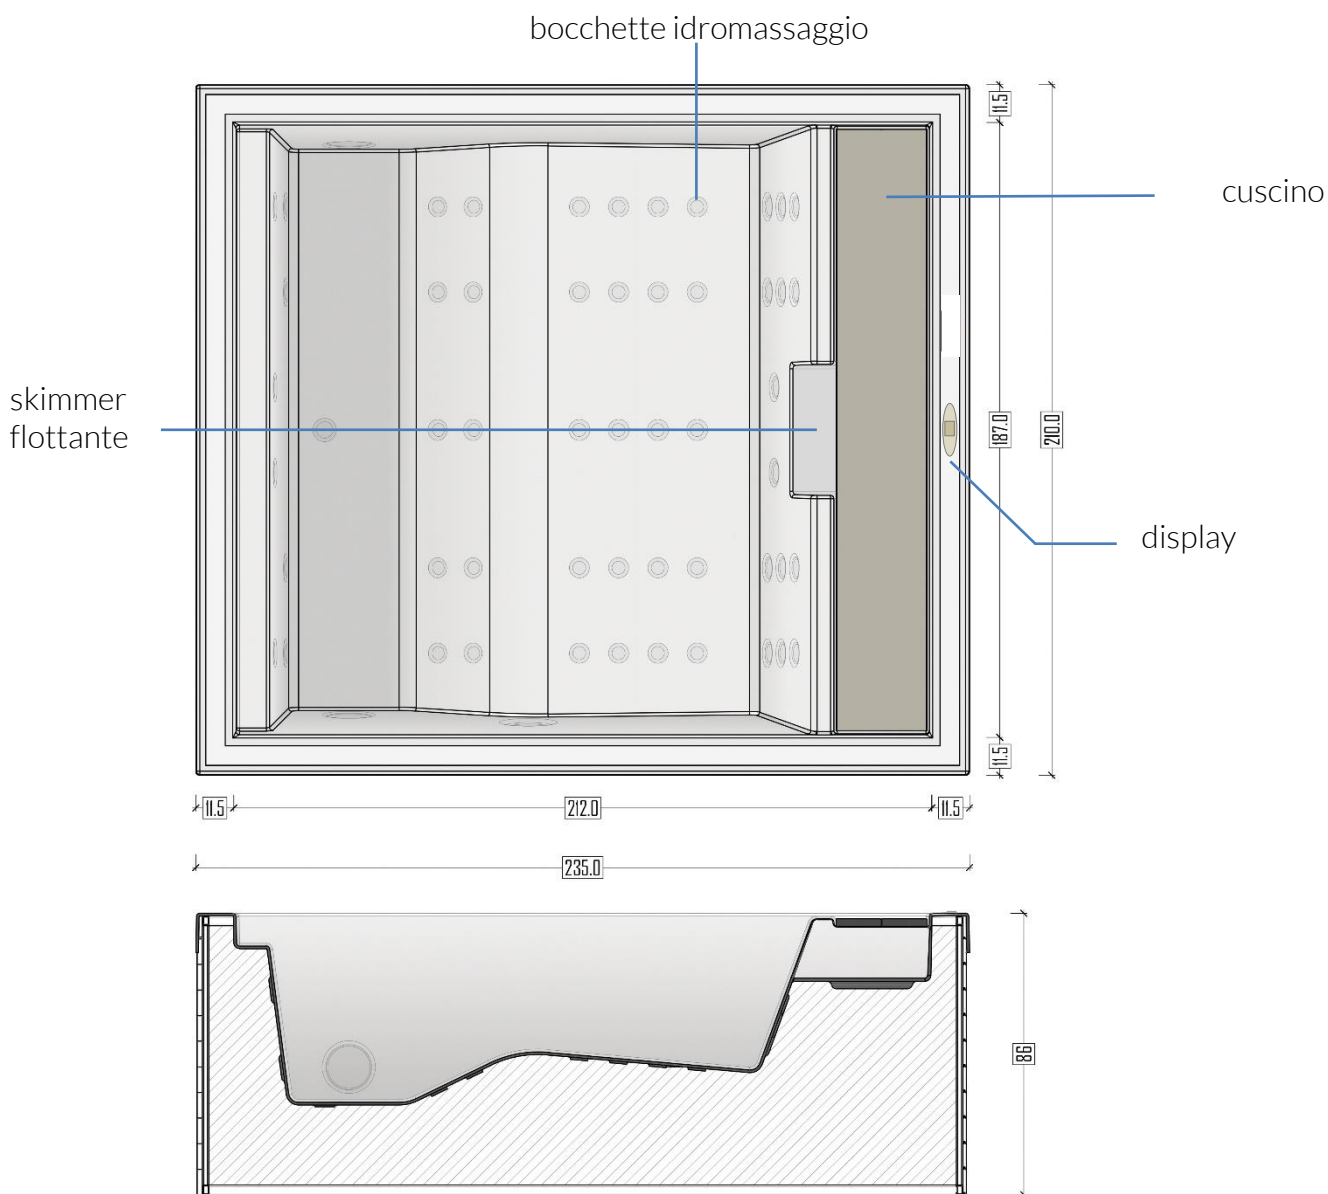 bocchette idromassaggio
11.5
cuscino
skimmer
flottante
187.0
210.0
display
11.5
11.5
212.0
11.5
235.0
86